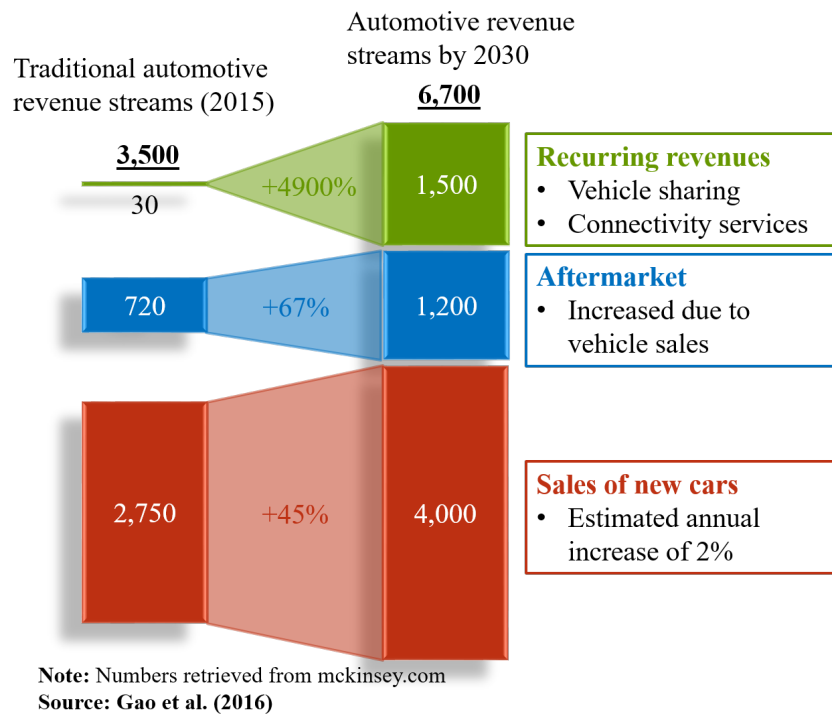 Traditional automotive
revenue streams (2015)
3,500
Automotive revenue
streams by 2030
6,700
30
+4900%
1,500
Recurring revenues
• Vehicle sharing
• Connectivity services
720
+67%
1,200
Aftermarket
• Increased due to
vehicle sales
2,750
+45%
4,000
Sales of new cars
• Estimated annual
increase of 2%
Note: Numbers retrieved from mckinsey.com
Source: Gao et al. (2016)